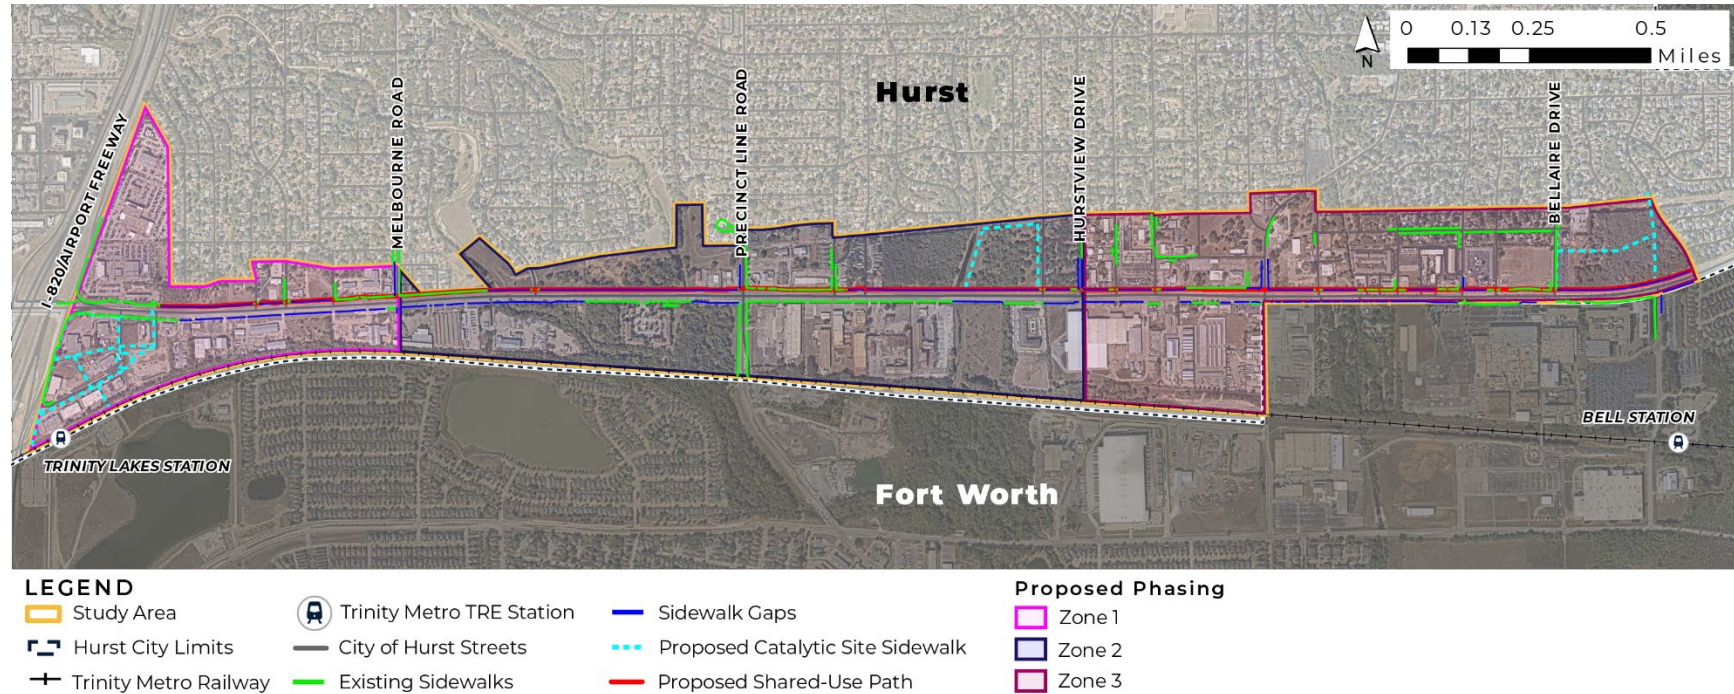 0 0.13 0.25 0.5
Miles
N
Hurst
I-820/AIRPORT FREEWAY
MELBOURNE ROAD
PRECINCT LINE ROAD
HURSTVIEW DRIVE
BELLAIRE DRIVE
BELL STATION
TRINITY LAKES STATION
Fort Worth
LEGEND
Study Area
Hurst City Limits
Trinity Metro Railway
Trinity Metro TRE Station
City of Hurst Streets
Existing Sidewalks
Sidewalk Gaps
Proposed Catalytic Site Sidewalk
Proposed Shared-Use Path
Proposed Phasing
Zone 1
Zone 2
Zone 3